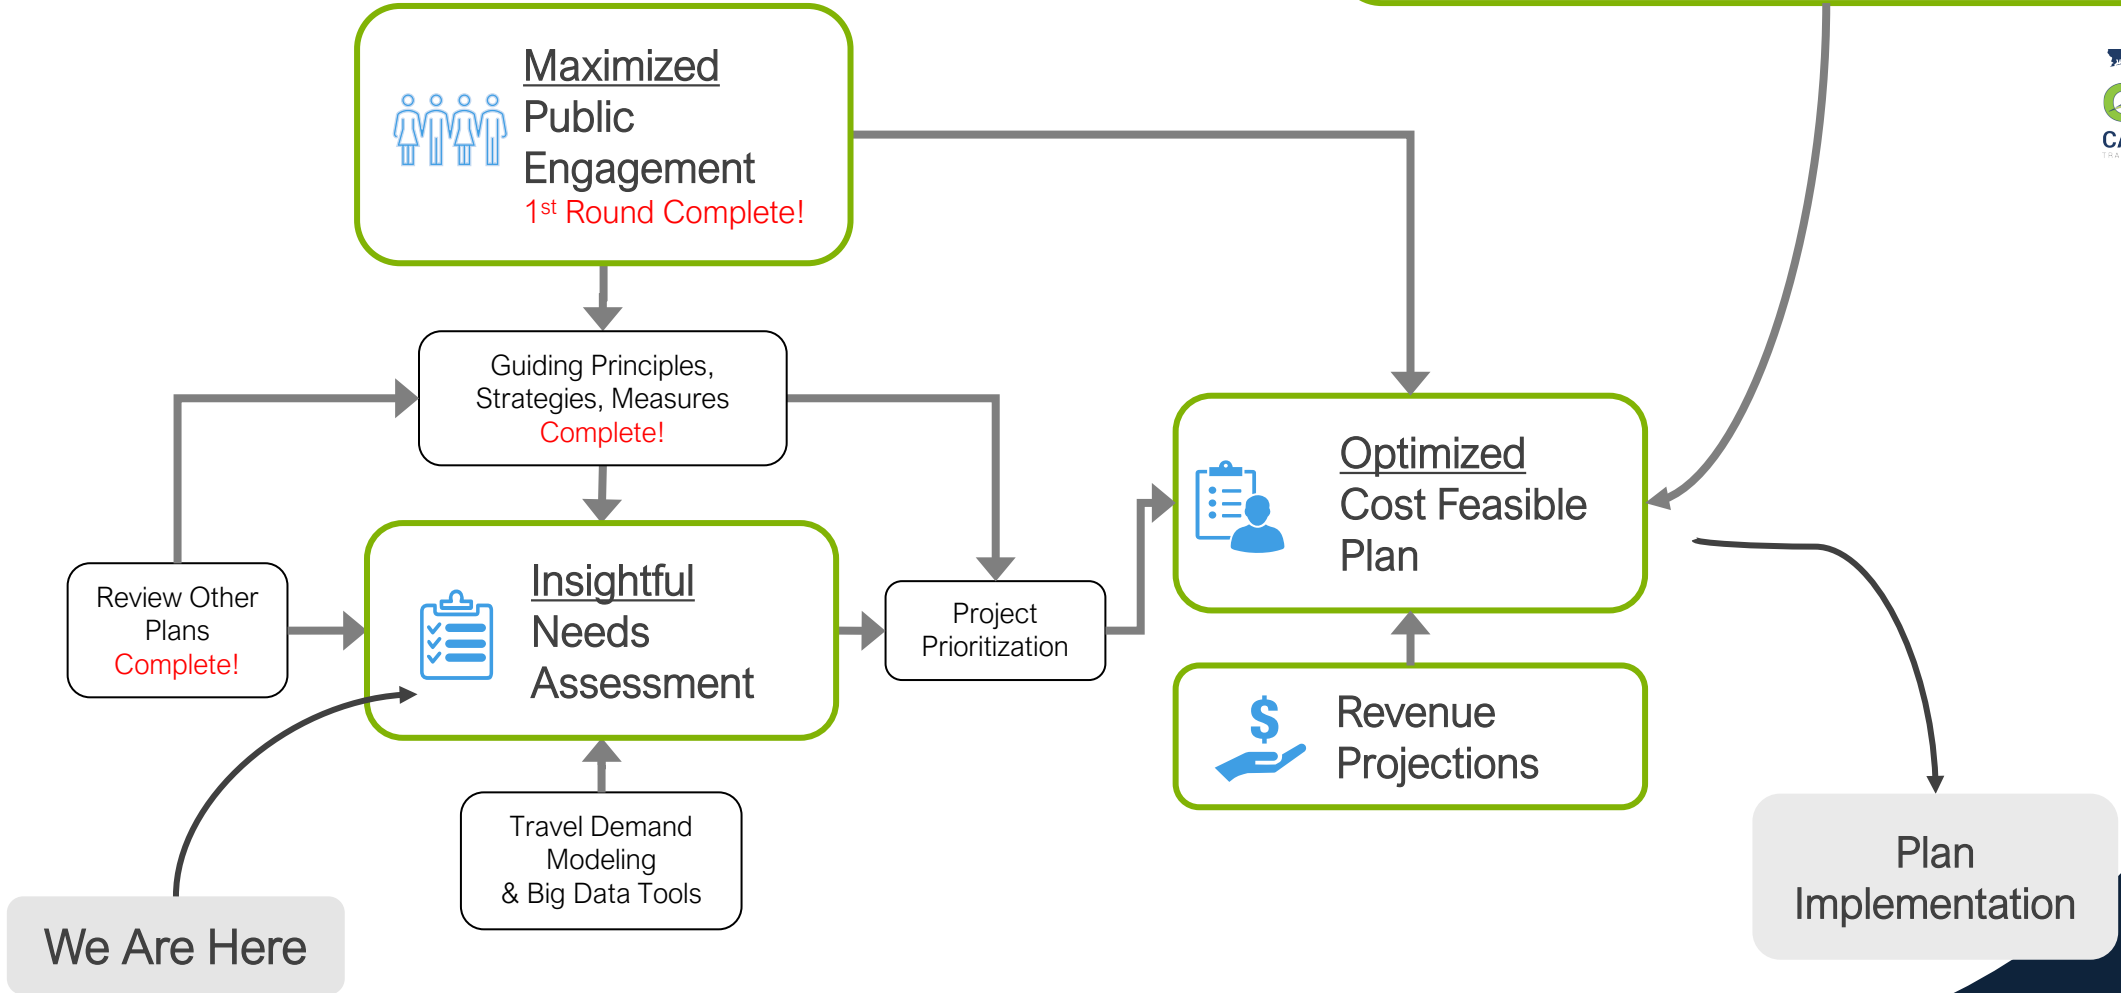 Maximized
Public
Engagement
1st Round Complete!
Guiding Principles,
Strategies, Measures
Complete!
Review Other
Plans
Complete!
Insightful
Needs
Assessment
Project
Prioritization
Optimized
Cost Feasible
Plan
$
Revenue
Projections
Travel Demand
Modeling
& Big Data Tools
We Are Here
Plan
Implementation